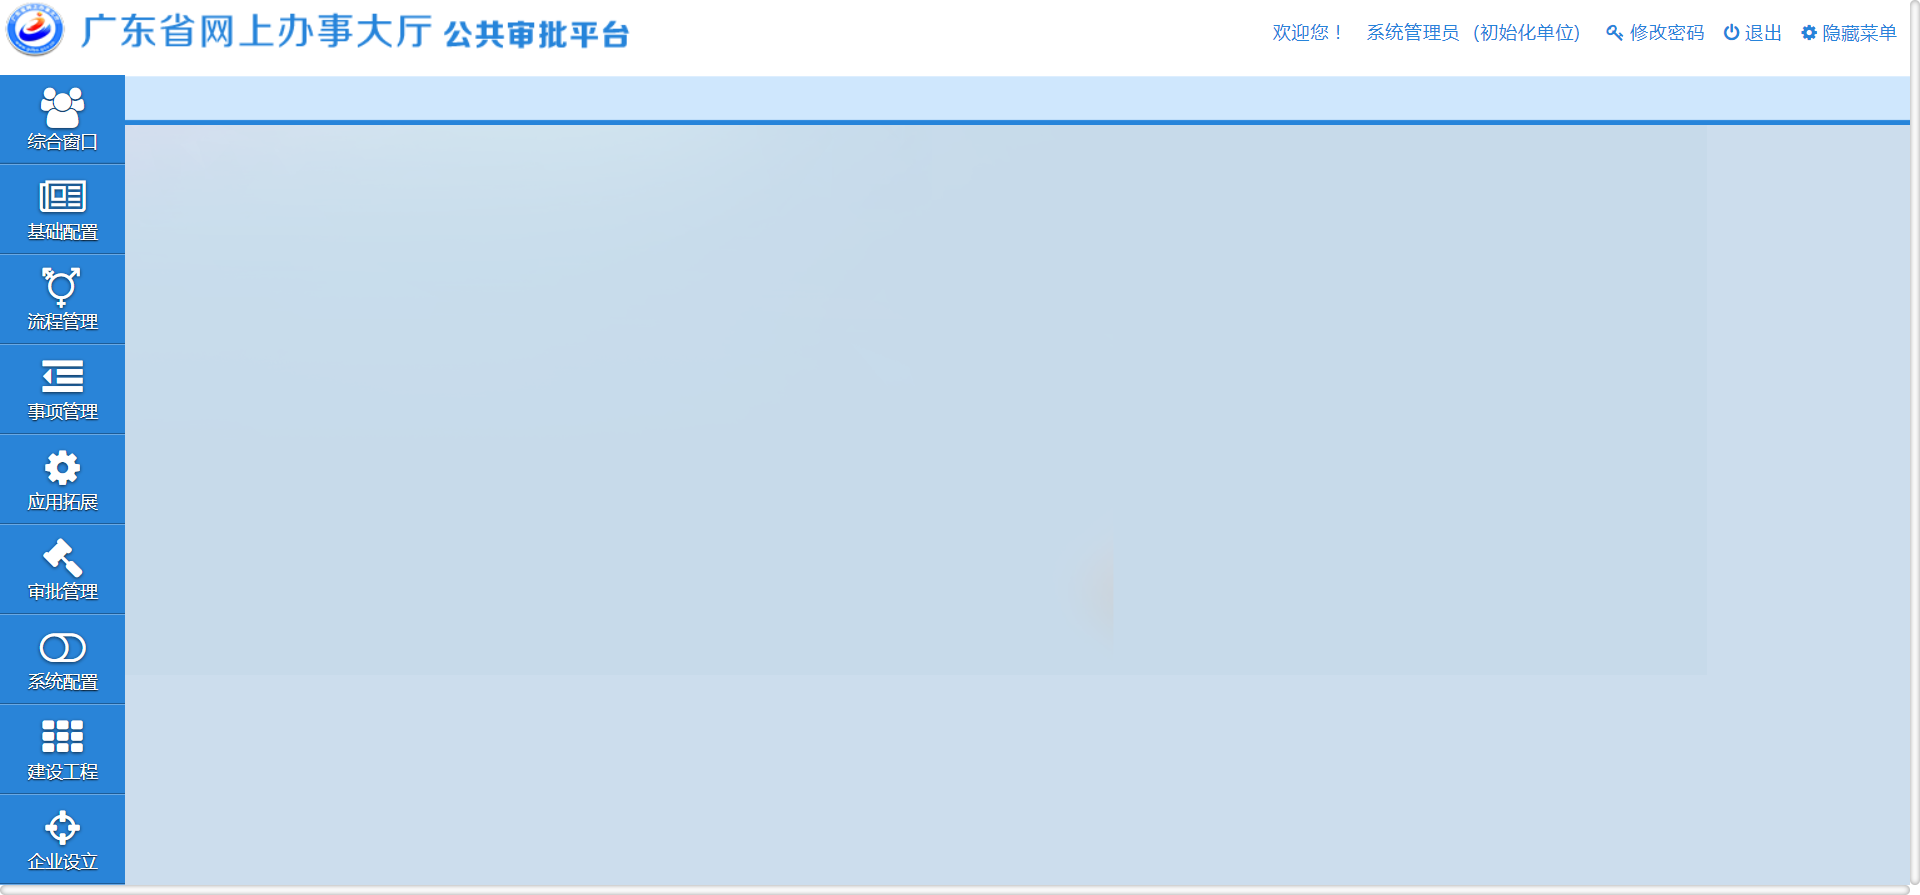 广东省网上办事大厅 公共审批平台
欢迎您！ 系统管理员 (初始化单位) 修改密码 退出 隐藏菜单
综合窗口
基础配置
流程管理
事项管理
应用拓展
审批管理
系统配置
建设工程
企业设立